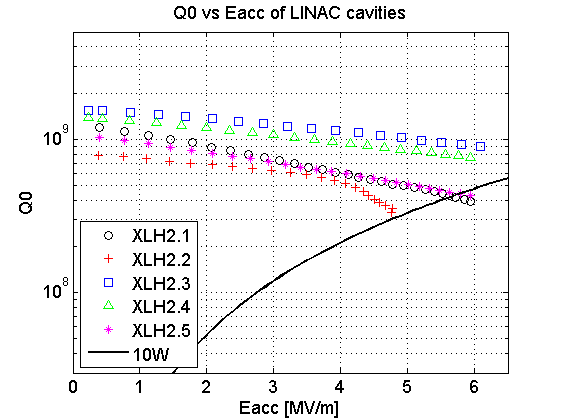 Q0 vs Eacc of LINAC cavities
10^9
Q0
10^8
XLH2.1
XLH2.2
XLH2.3
XLH2.4
XLH2.5
10W
0 1 2 3 4 5 6
Eacc [MV/m]